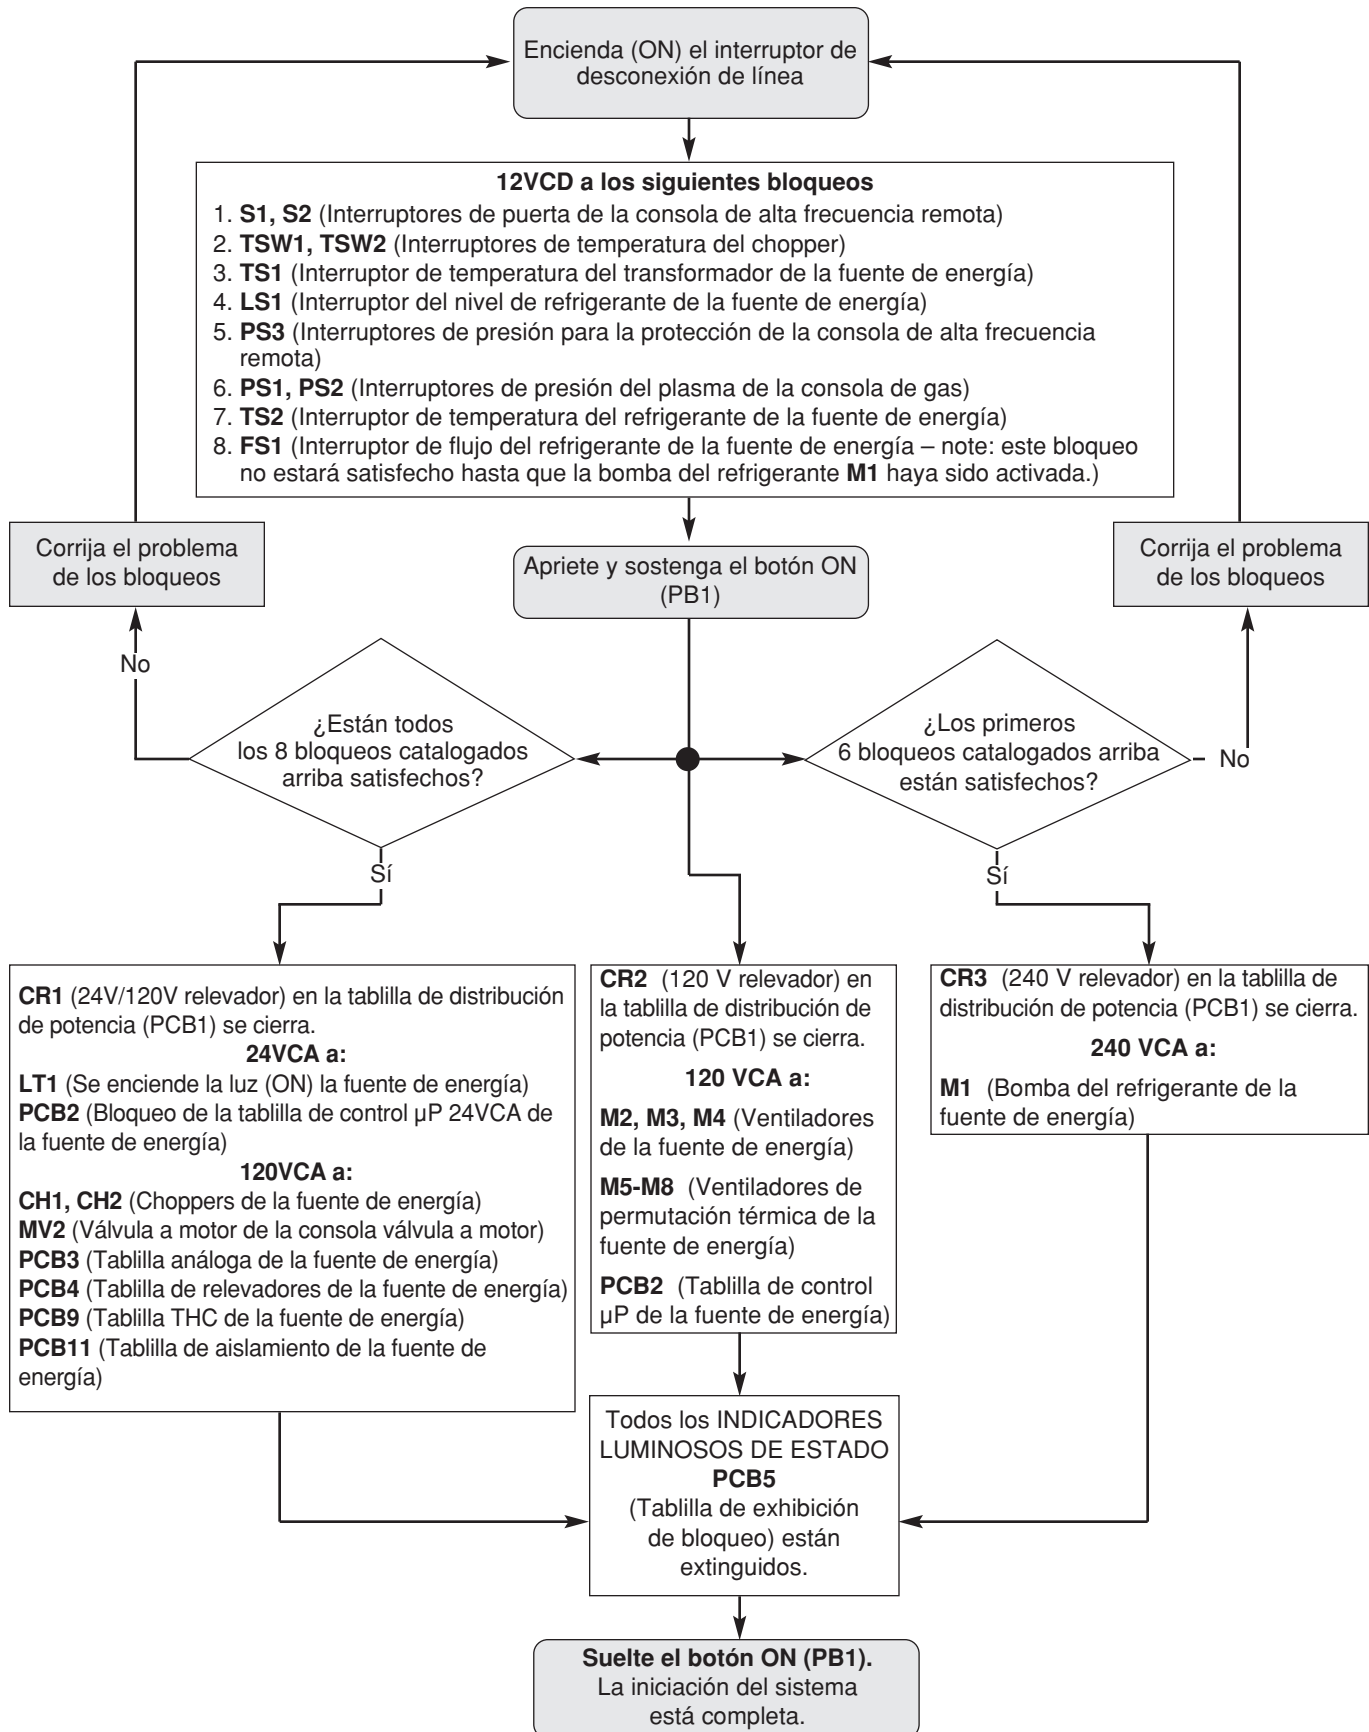 Encienda (ON) el interruptor de
desconexión de línea
12VCD a los siguientes bloqueos
1. S1, S2 (Interruptores de puerta de la consola de alta frecuencia remota)
2. TSW1, TSW2 (Interruptores de temperatura del chopper)
3. TS1 (Interruptor de temperatura del transformador de la fuente de energía)
4. LS1 (Interruptor del nivel de refrigerante de la fuente de energía)
5. PS3 (Interruptores de presión para la protección de la consola de alta frecuencia
remota)
6. PS1, PS2 (Interruptores de presión del plasma de la consola de gas)
7. TS2 (Interruptor de temperatura del refrigerante de la fuente de energía)
8. FS1 (Interruptor de flujo del refrigerante de la fuente de energía – note: este bloqueo
no estará satisfecho hasta que la bomba del refrigerante M1 haya sido activada.)
Corrija el problema
de los bloqueos
Apriete y sostenga el botón ON
(PB1)
Corrija el problema
de los bloqueos
No
¿Están todos
los 8 bloqueos catalogados
arriba satisfechos?
¿Los primeros
6 bloqueos catalogados arriba
están satisfechos?
No
Sí
Sí
CR1 (24V/120V relevador) en la tablilla de distribución
de potencia (PCB1) se cierra.
24VCA a:
LT1 (Se enciende la luz (ON) la fuente de energía)
PCB2 (Bloqueo de la tablilla de control µP 24VCA de
la fuente de energía)
120VCA a:
CH1, CH2 (Choppers de la fuente de energía)
MV2 (Válvula a motor de la consola válvula a motor)
PCB3 (Tablilla análoga de la fuente de energía)
PCB4 (Tablilla de relevadores de la fuente de energía)
PCB9 (Tablilla THC de la fuente de energía)
PCB11 (Tablilla de aislamiento de la fuente de
energía)
CR2 (120 V relevador) en
la tablilla de distribución de
potencia (PCB1) se cierra.
120 VCA a:
M2, M3, M4 (Ventiladores
de la fuente de energía)
M5-M8 (Ventiladores de
permutación térmica de la
fuente de energía)
PCB2 (Tablilla de control
µP de la fuente de energía)
CR3 (240 V relevador) en la tablilla de
distribución de potencia (PCB1) se cierra.
240 VCA a:
M1 (Bomba del refrigerante de la
fuente de energía)
Todos los INDICADORES
LUMINOSOS DE ESTADO
PCB5
(Tablilla de exhibición
de bloqueo) están
extinguidos.
Suelte el botón ON (PB1).
La iniciación del sistema
está completa.